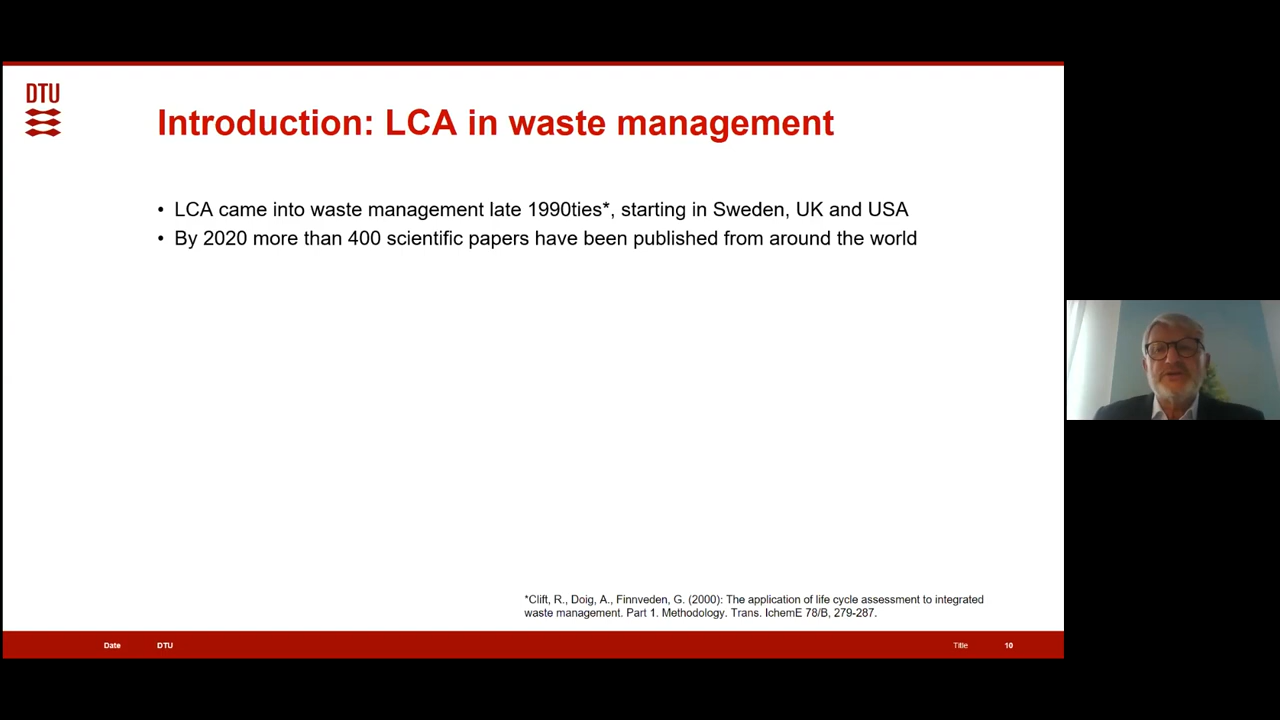 DTU
Introduction: LCA in waste management
• LCA came into waste management late 1990ties*, starting in Sweden, UK and USA
• By 2020 more than 400 scientific papers have been published from around the world
*Clift, R., Doig, A., Finnveden, G. (2000): The application of life cycle assessment to integrated
waste management. Part 1. Methodology. Trans. IchemE 78/B, 279-287.
Date DTU Title 10